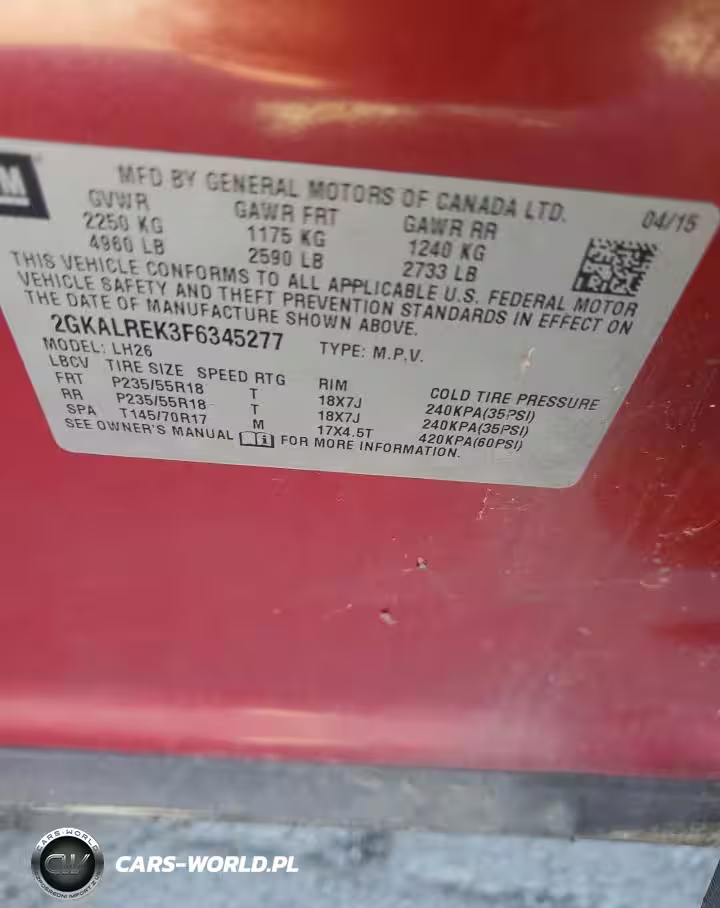 M
MFD BY GENERAL MOTORS OF CANADA LTD.
04/15
GVWR GAWR FRT GAWR RR
2250 KG 1175 KG 1240 KG
4960 LB 2590 LB 2733 LB
THIS VEHICLE CONFORMS TO ALL APPLICABLE U.S. FEDERAL MOTOR
VEHICLE SAFETY AND THEFT PREVENTION STANDARDS IN EFFECT ON
THE DATE OF MANUFACTURE SHOWN ABOVE.
2GKALREK3F6345277 TYPE: M.P.V.
MODEL: LH26
LBCV TIRE SIZE SPEED RTG RIM COLD TIRE PRESSURE
FRT P235/55R18 T 18X7J 240KPA(35PSI)
RR P235/55R18 T 18X7J 240KPA(35PSI)
SPA T145/70R17 M 17X4.5T 420KPA(60PSI)
SEE OWNER'S MANUAL FOR MORE INFORMATION.
CARS-WORLD
CW
CARS-WORLD.PL